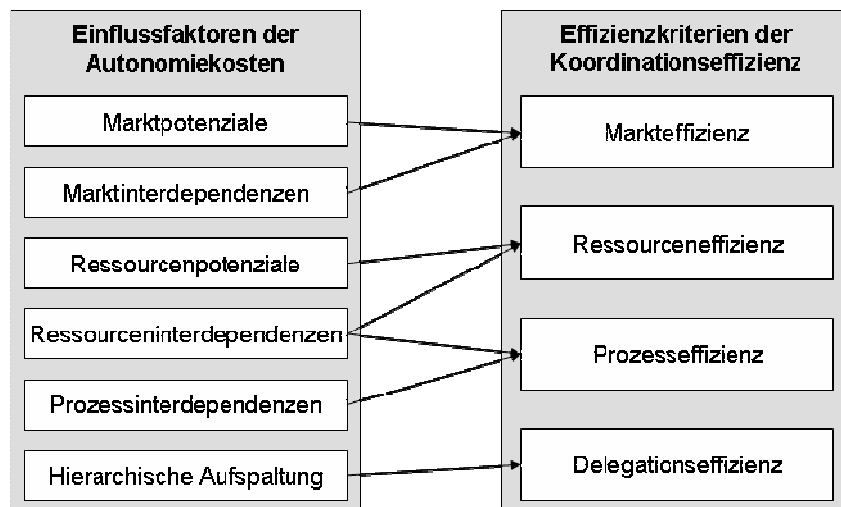 Einflussfaktoren der
Autonomiekosten
Marktpotenziale
Marktinterdependenzen
Ressourcenpotenziale
Ressourceninterdependenzen
Prozessinterdependenzen
Hierarchische Aufspaltung
Effizienzkriterien der
Koordinationseffizienz
Markteffizienz
Ressourceneffizienz
Prozesseffizienz
Delegationseffizienz